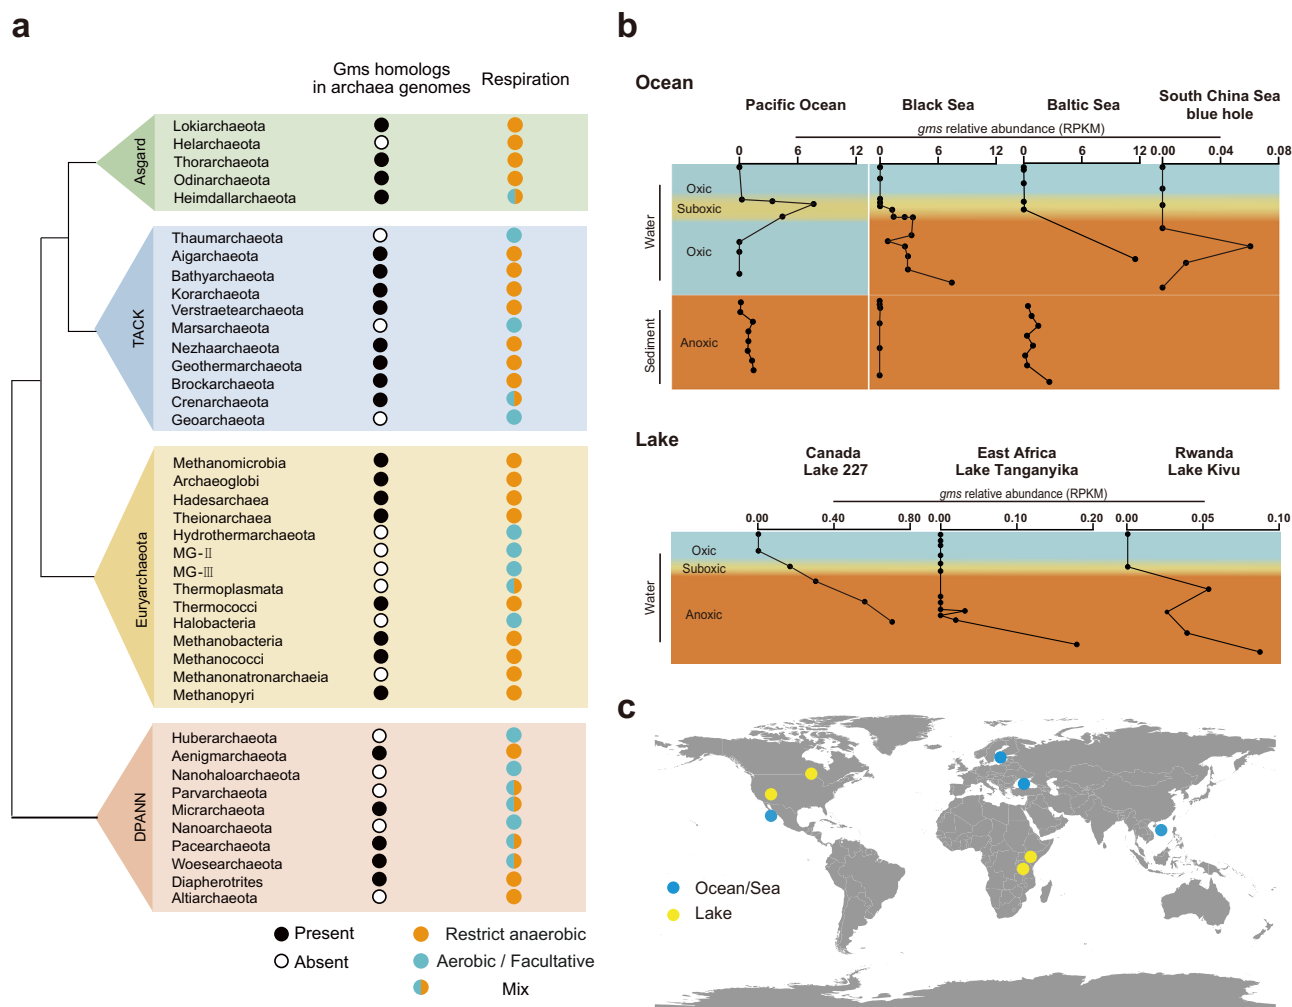 a
Gms homologs
in archaea genomes
Respiration
Asgard
Lokiarchaeota
Helarchaeota
Thorarchaeota
Odinarchaeota
Heimdallarchaeota
TACK
Thaumarchaeota
Aigarchaeota
Bathyarchaeota
Korarchaeota
Verstraetearchaeota
Marsarchaeota
Nezhaarchaeota
Geothermarchaeota
Brockarchaeota
Crenarchaeota
Geoarchaeota
Euryarchaeota
Methanomicrobia
Archaeoglobi
Hadesarchaea
Theionarchaea
Hydrothermarchaeota
MG-Ⅱ
MG-Ⅲ
Thermoplasmata
Thermococci
Halobacteria
Methanobacteria
Methanococci
Methanonatronarchaeia
Methanopyri
DPANN
Huberarchaeota
Aenigmarchaeota
Nanohaloarchaeota
Parvarchaeota
Micrarchaeota
Nanoarchaeota
Pacearchaeota
Woesearchaeota
Diapherotrites
Altiarchaeota
Present
Absent
Restrict anaerobic
Aerobic / Facultative
Mix
b
Ocean
Pacific Ocean
Black Sea
Baltic Sea
South China Sea
blue hole
gms relative abundance (RPKM)
0 6 12 0 6 12 0 6 12 0.00 0.04 0.08
Water
Oxic
Suboxic
Oxic
Sediment
Anoxic
Lake
Canada
Lake 227
East Africa
Lake Tanganyika
Rwanda
Lake Kivu
gms relative abundance (RPKM)
0.00 0.40 0.80 0.00 0.10 0.20 0.00 0.05 0.10
Water
Oxic
Suboxic
Anoxic
c
Ocean/Sea
Lake